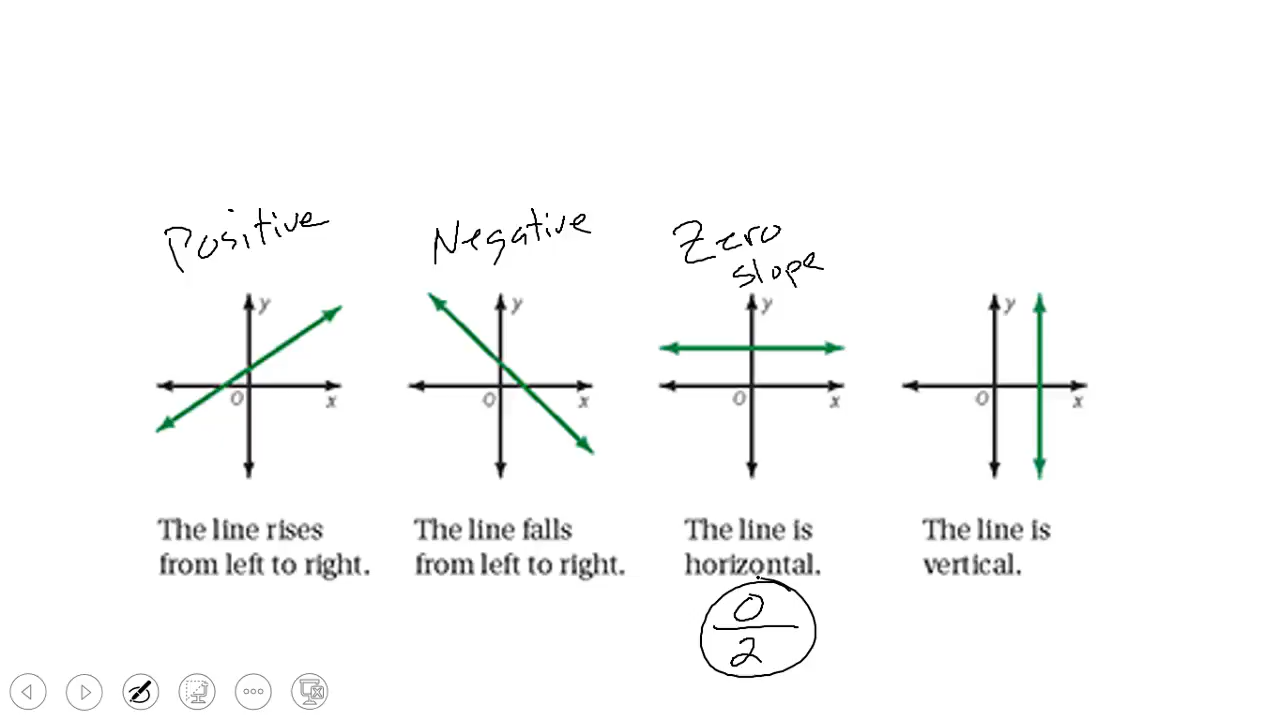 Positive
Negative
Zero
slope
y
x
O
y
x
O
y
x
O
y
x
O
The line rises
from left to right.
The line falls
from left to right.
The line is
horizontal.
The line is
vertical.
0
2